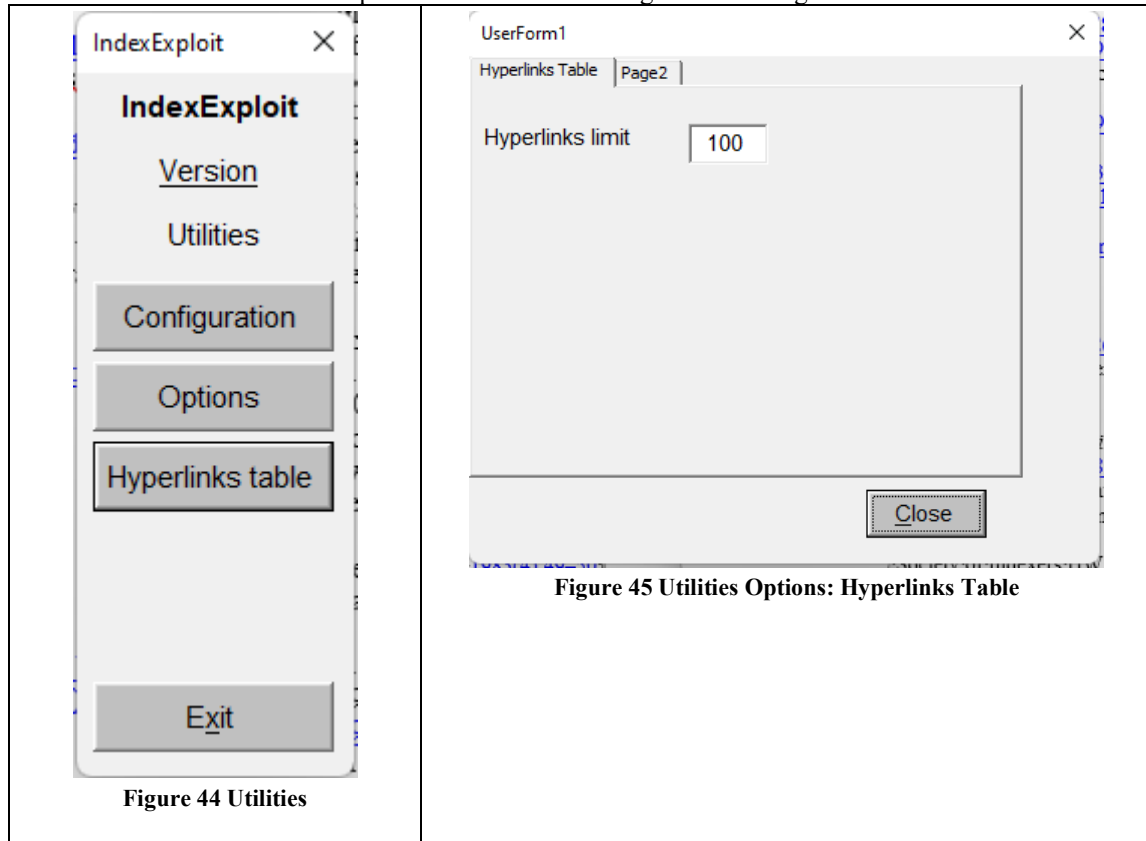 IndexExploit
IndexExploit
Version
Utilities
Configuration
Options
Hyperlinks table
Exit
Figure 44 Utilities
UserForm1
Hyperlinks Table
Page2
Hyperlinks limit
100
Close
Figure 45 Utilities Options: Hyperlinks Table